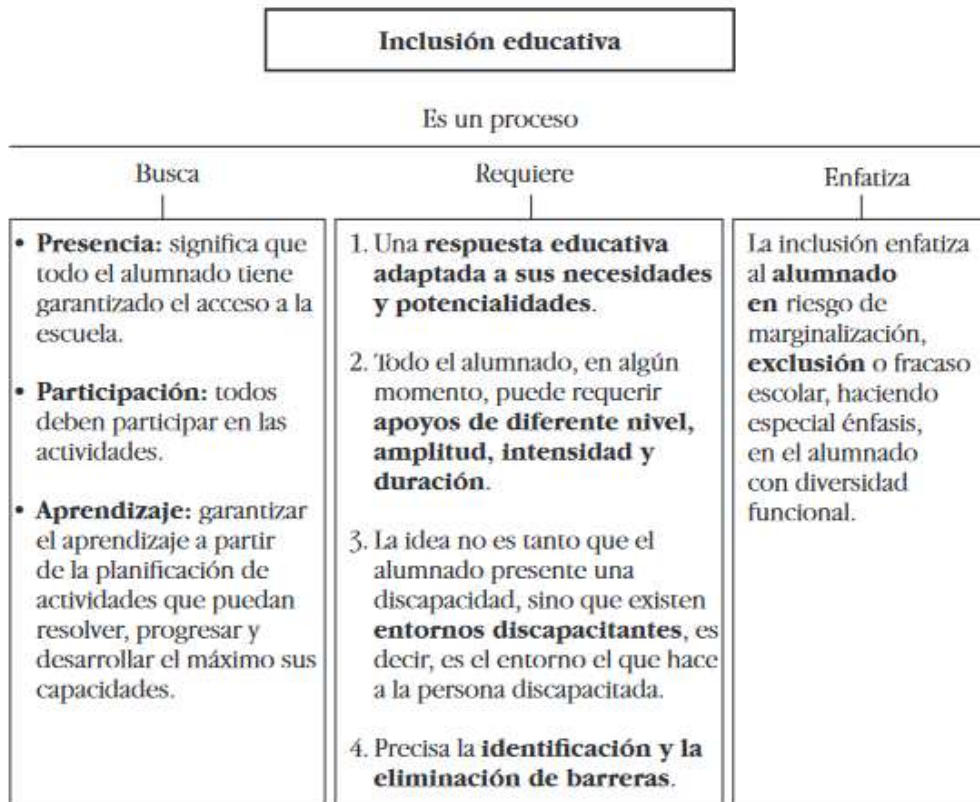 Inclusión educativa
Es un proceso
Busca
• Presencia: significa que
todo el alumnado tiene
garantizado el acceso a la
escuela.
• Participación: todos
deben participar en las
actividades.
• Aprendizaje: garantizar
el aprendizaje a partir
de la planificación de
actividades que puedan
resolver, progresar y
desarrollar el máximo sus
capacidades.
Requiere
1. Una respuesta educativa
adaptada a sus necesidades
y potencialidades.
2. Todo el alumnado, en algún
momento, puede requerir
apoyos de diferente nivel,
amplitud, intensidad y
duración.
3. La idea no es tanto que el
alumnado presente una
discapacidad, sino que existen
entornos discapacitantes, es
decir, es el entorno el que hace
a la persona discapacitada.
4. Precisa la identificación y la
eliminación de barreras.
Enfatiza
La inclusión enfatiza
al alumnado
en riesgo de
marginalización,
exclusión o fracaso
escolar, haciendo
especial énfasis,
en el alumnado
con diversidad
funcional.